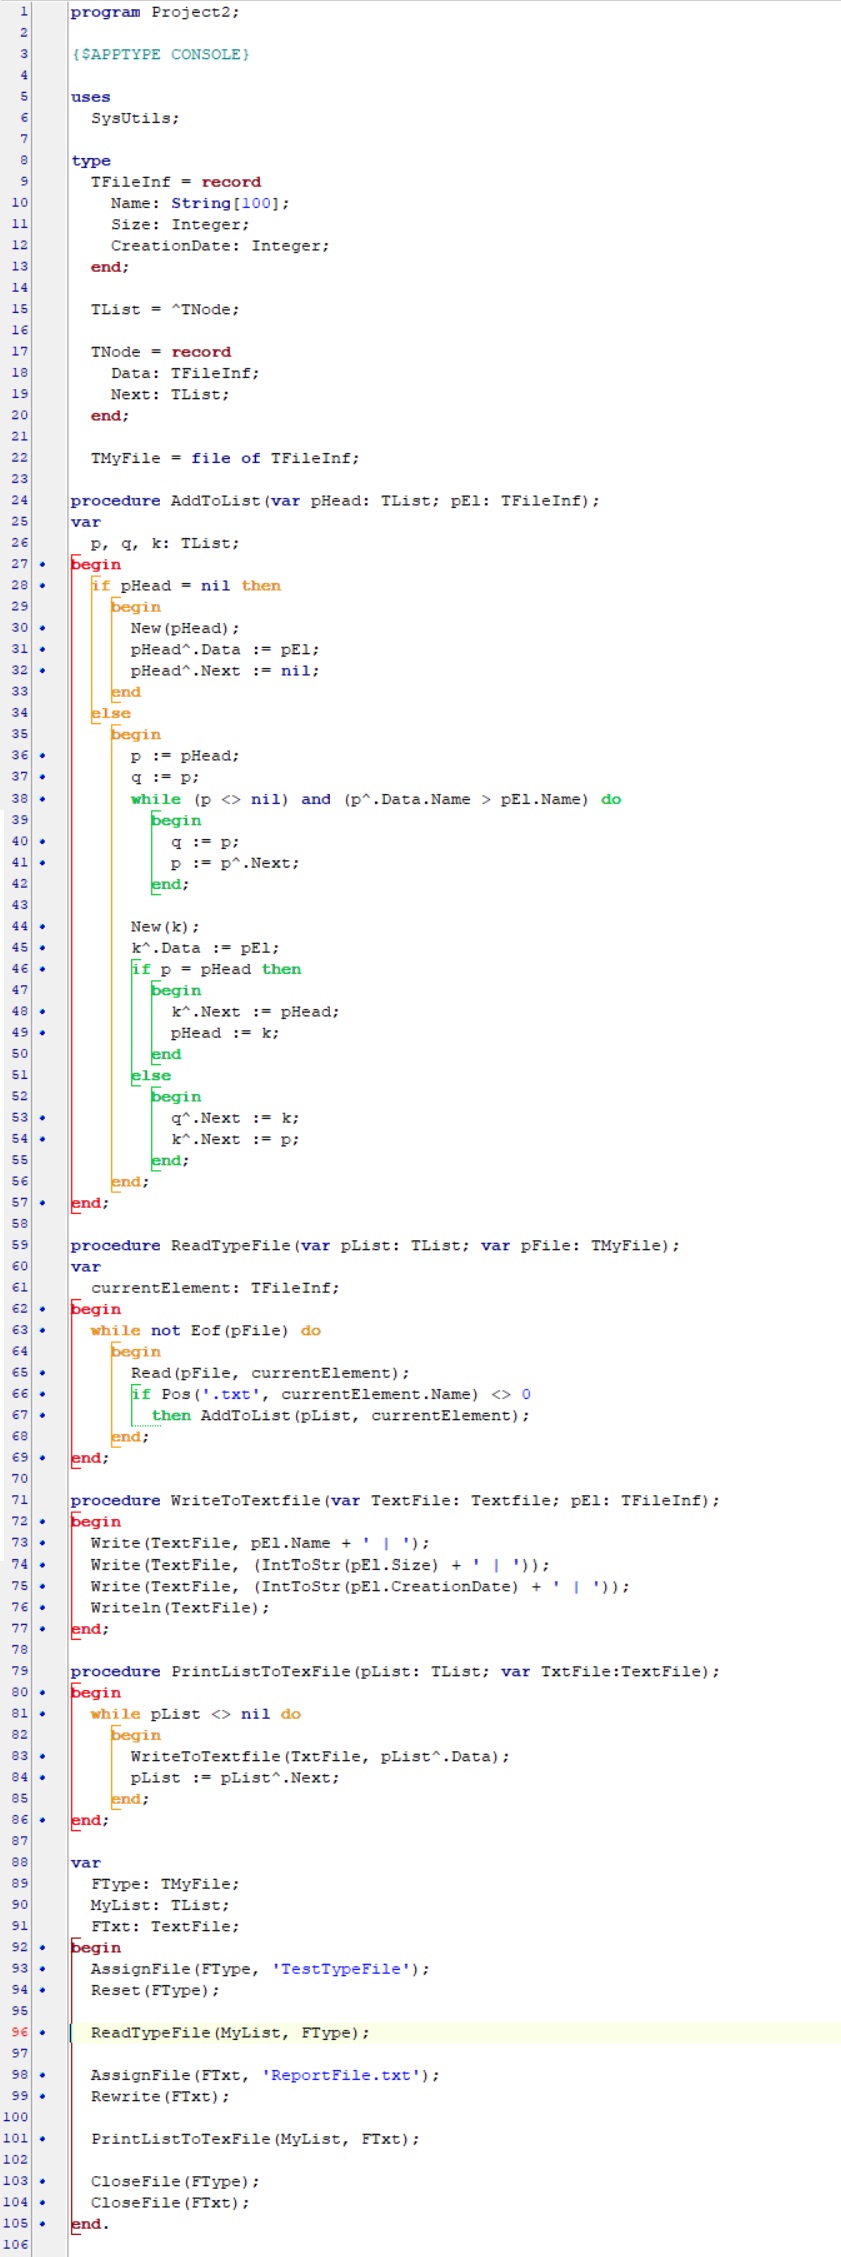 1 program Project2;
2
3 {$APPTYPE CONSOLE}
4
5 uses
6   SysUtils;
7
8 type
9   TFileInf = record
10     Name: String[100];
11     Size: Integer;
12     CreationDate: Integer;
13   end;
14
15   TList = ^TNode;
16
17   TNode = record
18     Data: TFileInf;
19     Next: TList;
20   end;
21
22   TMyFile = file of TFileInf;
23
24 procedure AddToList(var pHead: TList; pEl: TFileInf);
25 var
26   p, q, k: TList;
27 begin
28   if pHead = nil then
29     begin
30       New(pHead);
31       pHead^.Data := pEl;
32       pHead^.Next := nil;
33     end
34   else
35     begin
36       p := pHead;
37       q := p;
38       while (p <> nil) and (p^.Data.Name > pEl.Name) do
39         begin
40           q := p;
41           p := p^.Next;
42         end;
43
44       New(k);
45       k^.Data := pEl;
46       if p = pHead then
47         begin
48           k^.Next := pHead;
49           pHead := k;
50         end
51       else
52         begin
53           q^.Next := k;
54           k^.Next := p;
55         end;
56     end;
57 end;
58
59 procedure ReadTypeFile(var pList: TList; var pFile: TMyFile);
60 var
61   currentElement: TFileInf;
62 begin
63   while not Eof(pFile) do
64     begin
65       Read(pFile, currentElement);
66       if Pos('.txt', currentElement.Name) <> 0
67         then AddToList(pList, currentElement);
68     end;
69 end;
70
71 procedure WriteToTextfile(var TextFile: Textfile; pEl: TFileInf);
72 begin
73   Write(TextFile, pEl.Name + ' | ');
74   Write(TextFile, (IntToStr(pEl.Size) + ' | '));
75   Write(TextFile, (IntToStr(pEl.CreationDate) + ' | '));
76   Writeln(TextFile);
77 end;
78
79 procedure PrintListToTexFile(pList: TList; var TxtFile:TextFile);
80 begin
81   while pList <> nil do
82     begin
83       WriteToTextfile(TxtFile, pList^.Data);
84       pList := pList^.Next;
85     end;
86 end;
87
88 var
89   FType: TMyFile;
90   MyList: TList;
91   FTxt: TextFile;
92 begin
93   AssignFile(FType, 'TestTypeFile');
94   Reset(FType);
95
96   ReadTypeFile(MyList, FType);
97
98   AssignFile(FTxt, 'ReportFile.txt');
99   Rewrite(FTxt);
100
101   PrintListToTexFile(MyList, FTxt);
102
103   CloseFile(FType);
104   CloseFile(FTxt);
105 end.
106